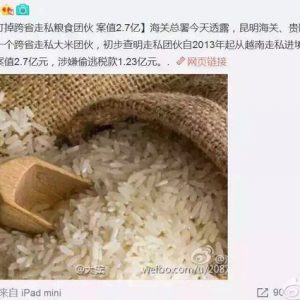 打掉跨省走私粮食团伙 案值2.7亿】海关总署今天透露，昆明海关、贵
一个跨省走私大米团伙，初步查明走私团伙自2013年起从越南走私进境
案值2.7亿元，涉嫌偷逃税款1.23亿元。 网页链接
weibo.com/u/2087
来自 iPad mini
90